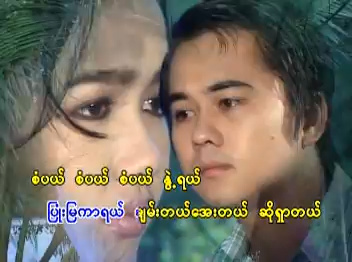 စံပယ် စံပယ် စံပယ် နွဲ့ရယ်
ပြုံးမြကာရယ် ချမ်းတယ်အေးတယ် ဆိုရှာတယ်